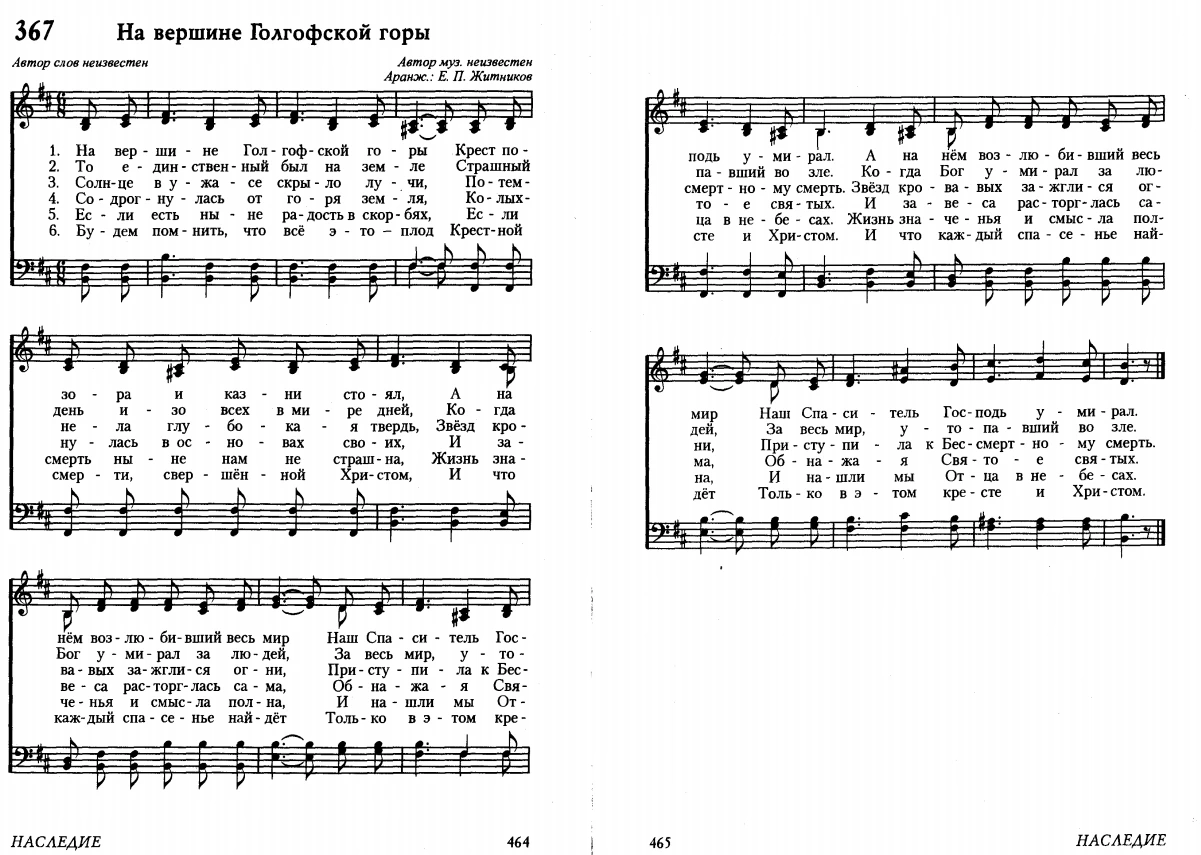 367 На вершине Голгофской горы
Автор слов неизвестен
Автор муз. неизвестен
Аранж.: Е. П. Житников
1. На вер - ши - не Гол - гоф - ской го - ры Крест по -
2. То е - дин - ствен - ный был на зем - ле Страшный
3. Солн - це в у - жа - се скры - ло лу - чи, По - тем -
4. Со - дрог - ну - лась от го - ря зем - ля, Ко - лых -
5. Ес - ли есть ны - не ра - дость в скор - бях, Ес - ли
6. Бу - дем пом - нить, что всё э - то – плод Крест - ной
зо - ра и каз - ни сто - ял, А на
день и - зо всех в ми - ре дней, Ко - гда
не - ла глу - бо - ка - я твердь, Звёзд кро -
ну - лась в ос - но - вах сво - их, И за -
смерть ны - не нам не страш - на, Жизнь зна -
смер - ти, свер - шён - ной Хри - стом, И что
нём воз - лю - би - вший весь мир Наш Спа - си - тель Гос -
Бог у - ми - рал за лю - дей, За весь мир, у - то -
ва - вых за - жгли - ся ог - ни, При - сту - пи - ла к Бес -
ве - са рас - торг - лась са - ма, Об - на - жа - я Свя -
че - нья и смыс - ла пол - на, И на - шли мы От -
каж - дый спа - се - нье най - дёт Толь - ко в э - том кре -
НАСЛЕДИЕ 464
подь у - ми - рал. А на нём воз - лю - би - вший весь
па - вший во зле. Ко - гда Бог у - ми - рал за лю -
смерт - но - му смерть. Звёзд кро - ва - вых за - жгли - ся ог -
то - е свя - тых. И за - ве - са рас - торг - лась са -
ца в не - бе - сах. Жизнь зна - че - нья и смыс - ла пол -
сте и Хри - стом. И что каж - дый спа - се - нье най -
мир Наш Спа - си - тель Гос - подь у - ми - рал.
дей, За весь мир, у - то - па - вший во зле.
ни, При - сту - пи - ла к Бес - смерт - но - му смерть.
ма, Об - на - жа - я Свя - то - е свя - тых.
на, И на - шли мы От - ца в не - бе - сах.
дёт Толь - ко в э - том кре - сте и Хри - стом.
465 НАСЛЕДИЕ